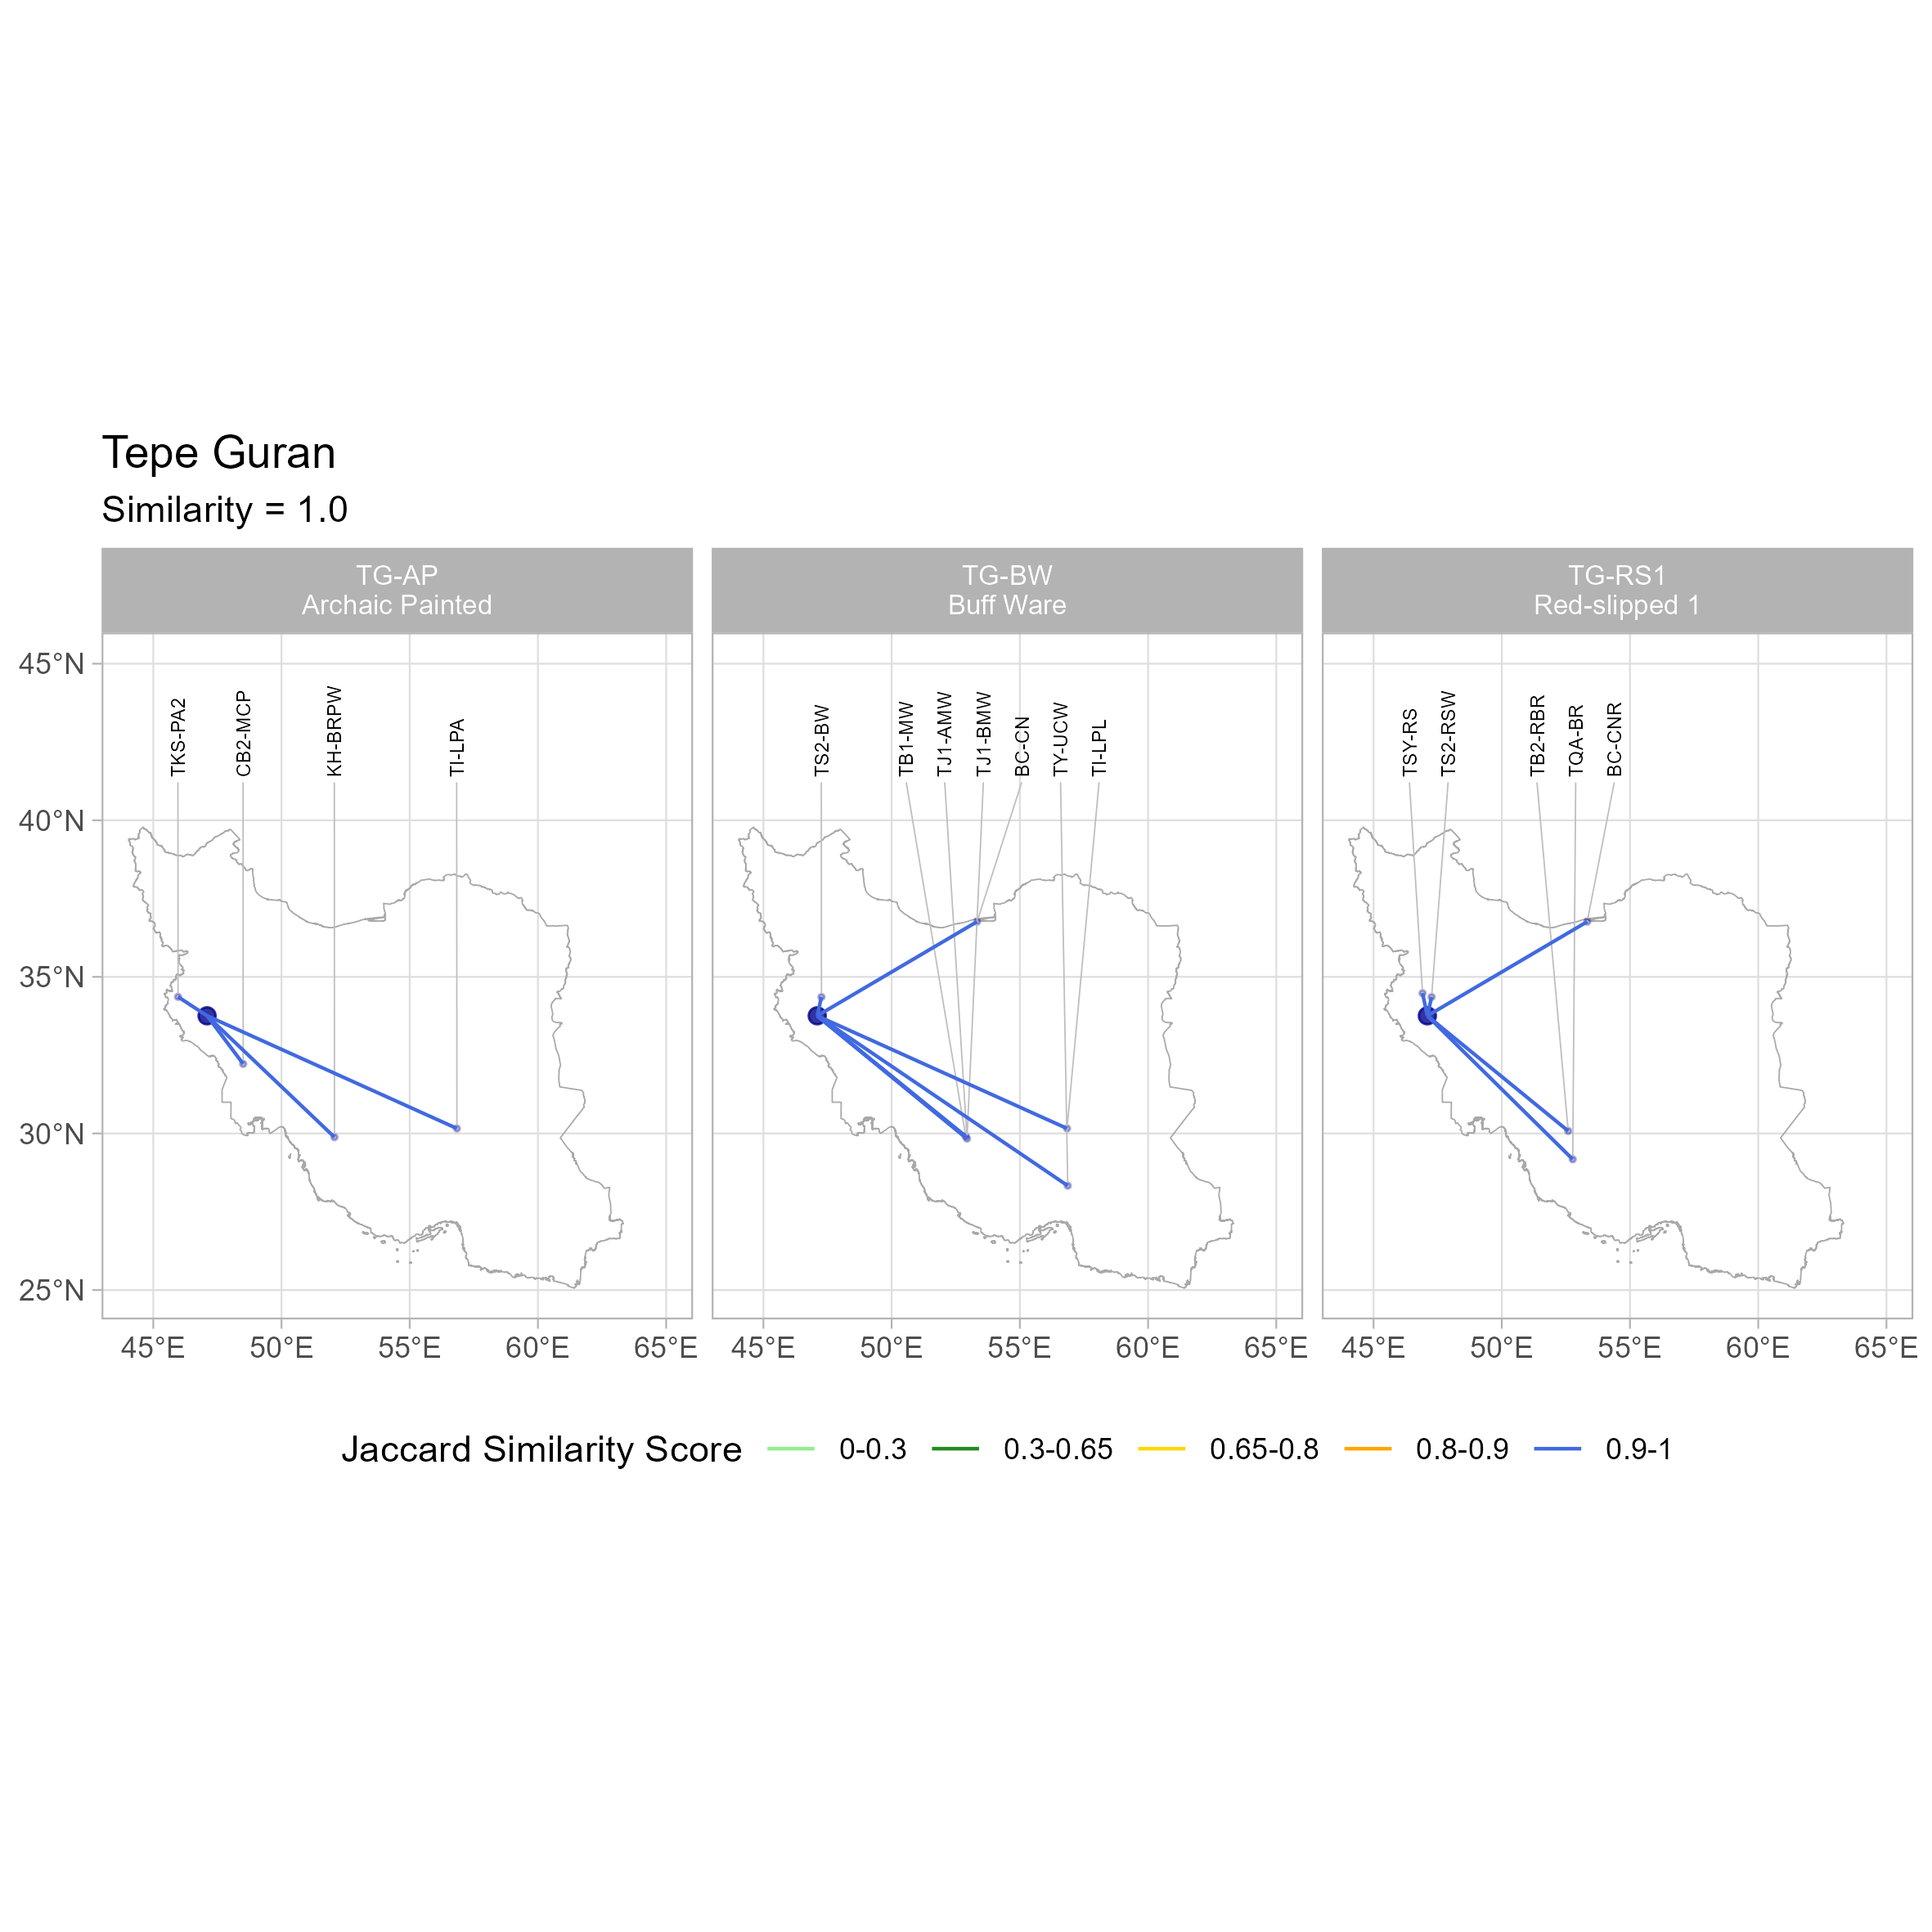 Tepe Guran
Similarity = 1.0
TG-AP
Archaic Painted
TG-BW
Buff Ware
TG-RS1
Red-slipped 1
45°N
40°N
35°N
30°N
25°N
TKS-PA2
CB2-MCP
KH-BRPW
TI-LPA
TS2-BW
TB1-MW
TJ1-AMW
TJ1-BMW
BC-CN
TY-UCW
TI-LPL
TSY-RS
TS2-RSW
TB2-RBR
TQA-BR
BC-CNR
45°E 50°E 55°E 60°E 65°E
45°E 50°E 55°E 60°E 65°E
45°E 50°E 55°E 60°E 65°E
Jaccard Similarity Score 0-0.3 0.3-0.65 0.65-0.8 0.8-0.9 0.9-1